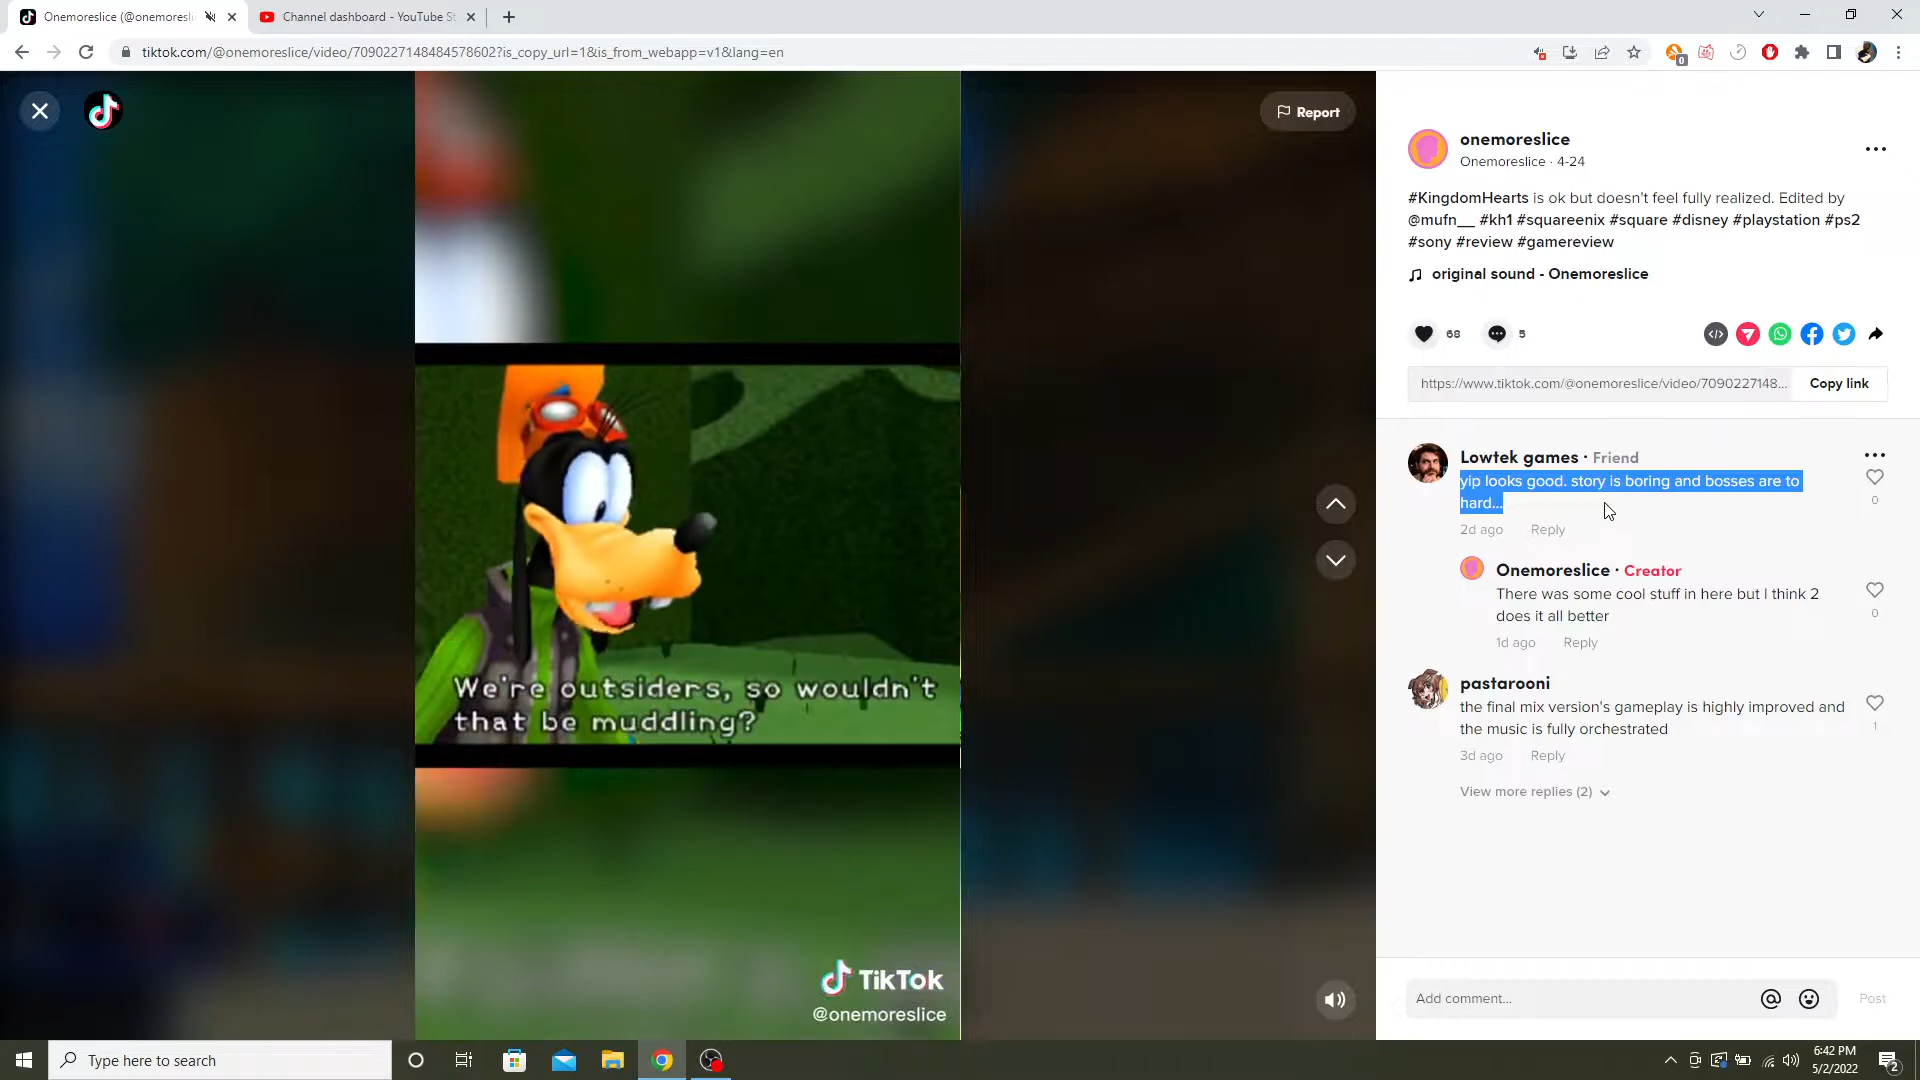 Onemoreslice (@onemoresli
Channel dashboard - YouTube St
tiktok.com/@onemoreslice/video/7090227148484578602?is_copy_url=1&is_from_webapp=v1&lang=en
0
Report
onemoreslice
Onemoreslice · 4-24
#KingdomHearts is ok but doesn't feel fully realized. Edited by
@mufn__ #kh1 #squareenix #square #disney #playstation #ps2
#sony #review #gamereview
original sound - Onemoreslice
68
5
https://www.tiktok.com/@onemoreslice/video/7090227148...
Copy link
Lowtek games · Friend
yip looks good. story is boring and bosses are to
hard...
0
2d ago Reply
Onemoreslice · Creator
There was some cool stuff in here but I think 2
does it all better
0
1d ago Reply
pastarooni
the final mix version's gameplay is highly improved and
the music is fully orchestrated
1
3d ago Reply
View more replies (2)
We're outsiders, so wouldn't
that be muddling?
TikTok
@onemoreslice
Add comment...
Post
Type here to search
6:42 PM
5/2/2022
2